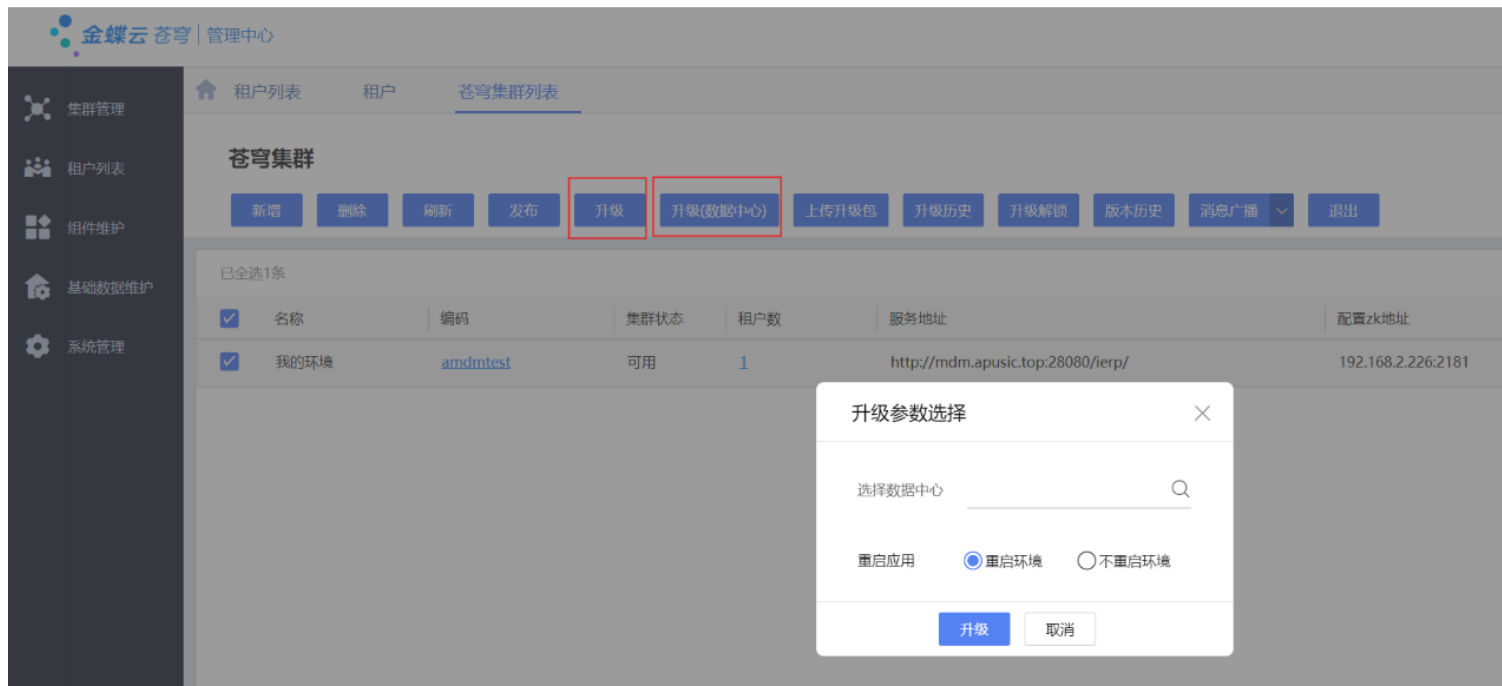 金蝶云 苍穹 | 管理中心
租户列表 租户 苍穹集群列表
集群管理
租户列表
组件维护
基础数据维护
系统管理
苍穹集群
新增 删除 刷新 发布 升级 升级(数据中心) 上传升级包 升级历史 升级解锁 版本历史 消息广播 退出
已全选1条
名称 编码 集群状态 租户数 服务地址 配置zk地址
我的环境 amdmtest 可用 1 http://mdm.apusic.top:28080/ierp/ 192.168.2.226:2181
升级参数选择
选择数据中心
重启应用 重启环境 不重启环境
升级 取消